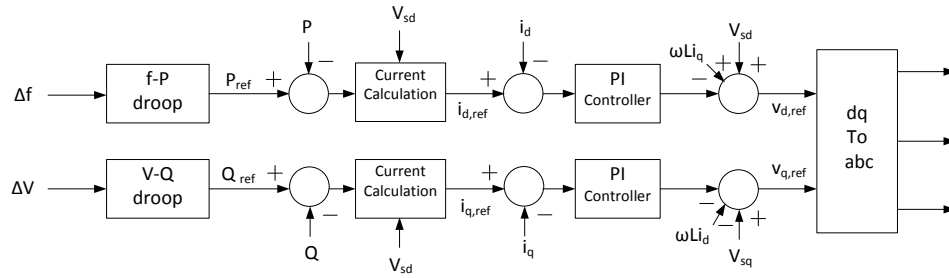 P
V_sd
i_d
V_sd
ωLi_q
Δf
f-P
droop
P_ref
+
−
Current
Calculation
+
−
i_d,ref
PI
Controller
−
+
+
v_d,ref
dq
To
abc
ΔV
V-Q
droop
Q_ref
+
−
Current
Calculation
+
−
i_q,ref
PI
Controller
−
−
+
v_q,ref
ωLi_d
Q
V_sd
i_q
V_sq